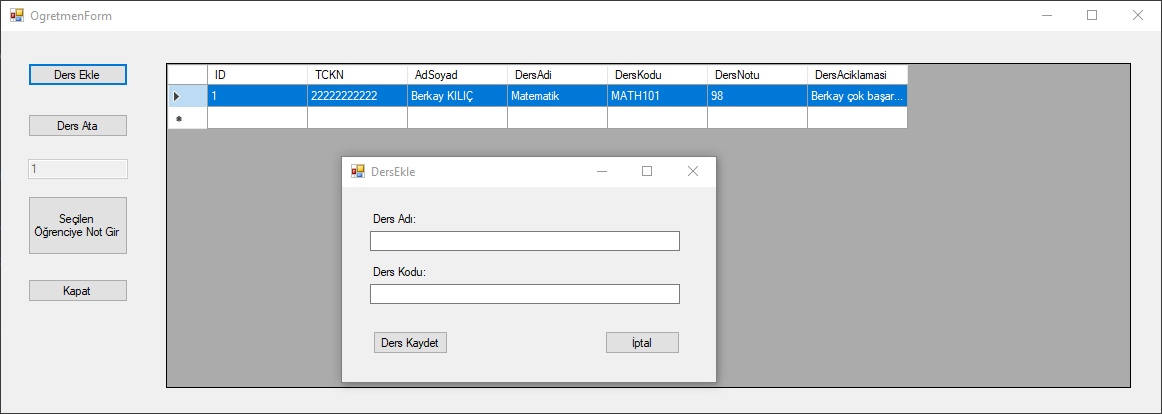 OgretmenForm
Ders Ekle
Ders Ata
1
Seçilen
Öğrenciye Not Gir
Kapat
ID TCKN AdSoyad DersAdi DersKodu DersNotu DersAciklamasi
1 22222222222 Berkay KILIÇ Matematik MATH101 98 Berkay çok başar...
DersEkle
Ders Adı:
Ders Kodu:
Ders Kaydet İptal